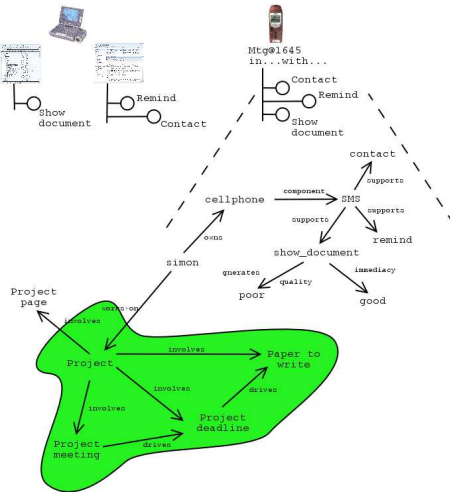 Mtg@1645
in...with...
Contact
Remind
Show
document
Remind
Contact
Show
document
contact
supports
component
cellphone
SMS
supports
supports
owns
remind
show_document
simon
gnerates
immediacy
quality
poor
good
Project
page
works-on
involves
involves
Paper to
write
Project
involves
drives
involves
Project
deadline
Project
meeting
drives